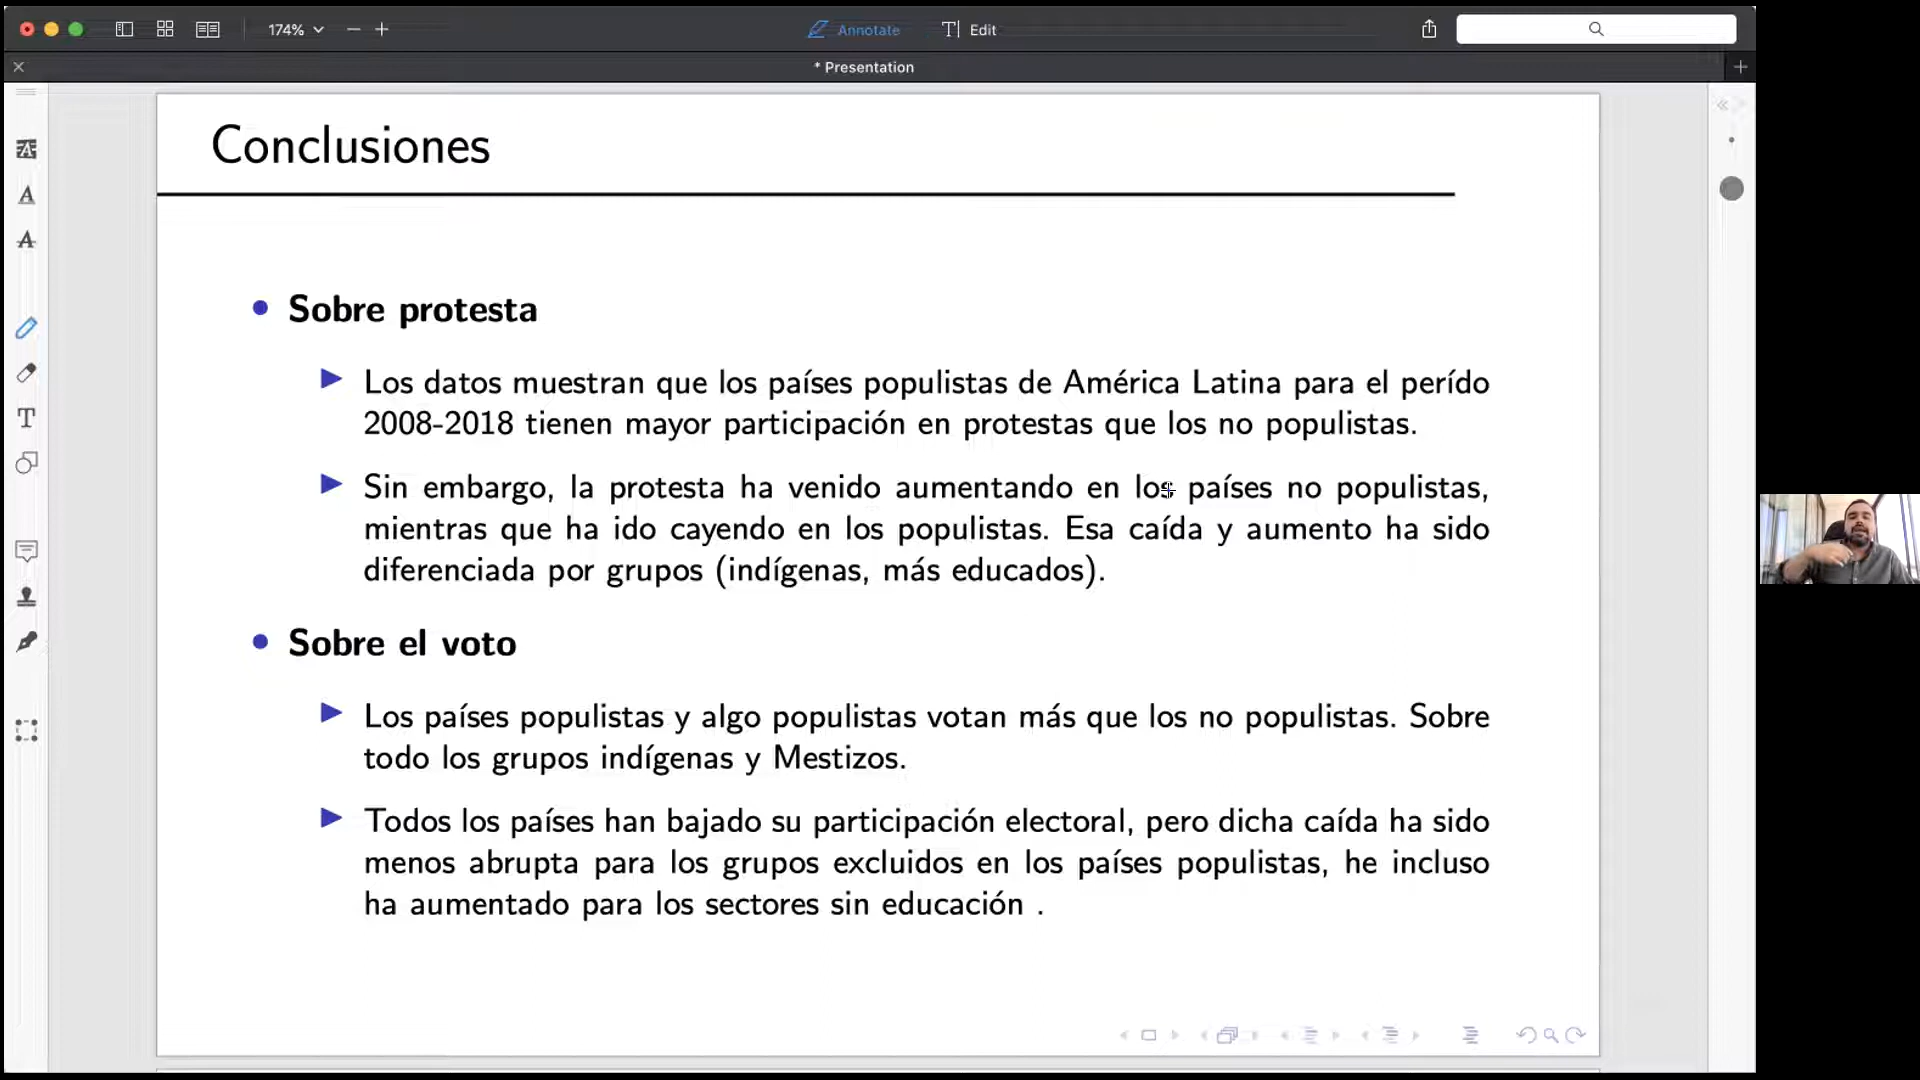 174%
Annotate
Edit
* Presentation
Conclusiones
Sobre protesta
Los datos muestran que los países populistas de América Latina para el perído
2008-2018 tienen mayor participación en protestas que los no populistas.
Sin embargo, la protesta ha venido aumentando en los países no populistas,
mientras que ha ido cayendo en los populistas. Esa caída y aumento ha sido
diferenciada por grupos (indígenas, más educados).
Sobre el voto
Los países populistas y algo populistas votan más que los no populistas. Sobre
todo los grupos indígenas y Mestizos.
Todos los países han bajado su participación electoral, pero dicha caída ha sido
menos abrupta para los grupos excluidos en los países populistas, he incluso
ha aumentado para los sectores sin educación .